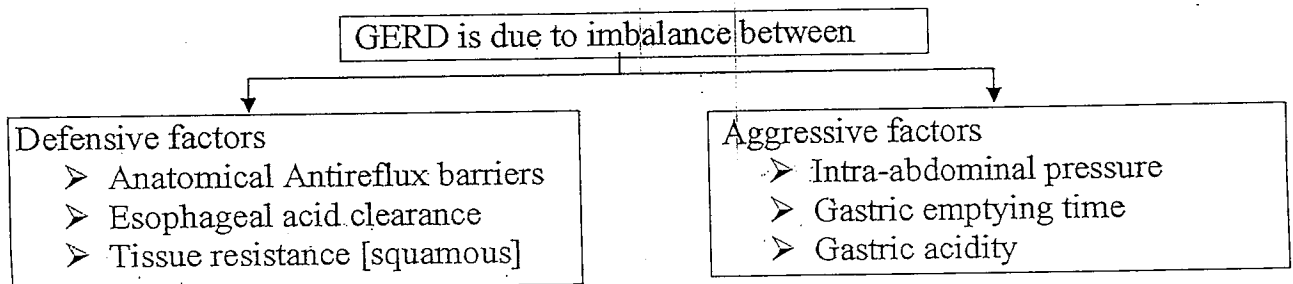 GERD is due to imbalance between
Defensive factors
➢ Anatomical Antireflux barriers
➢ Esophageal acid clearance
➢ Tissue resistance [squamous]
Aggressive factors
➢ Intra-abdominal pressure
➢ Gastric emptying time
➢ Gastric acidity